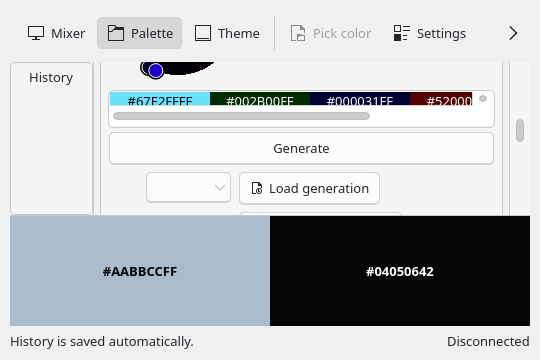 Mixer Palette Theme Pick color Settings
History
#67E2FFFF #002B00FF #000031FF #52000
Generate
Load generation
#AABBCCFF #04050642
History is saved automatically. Disconnected